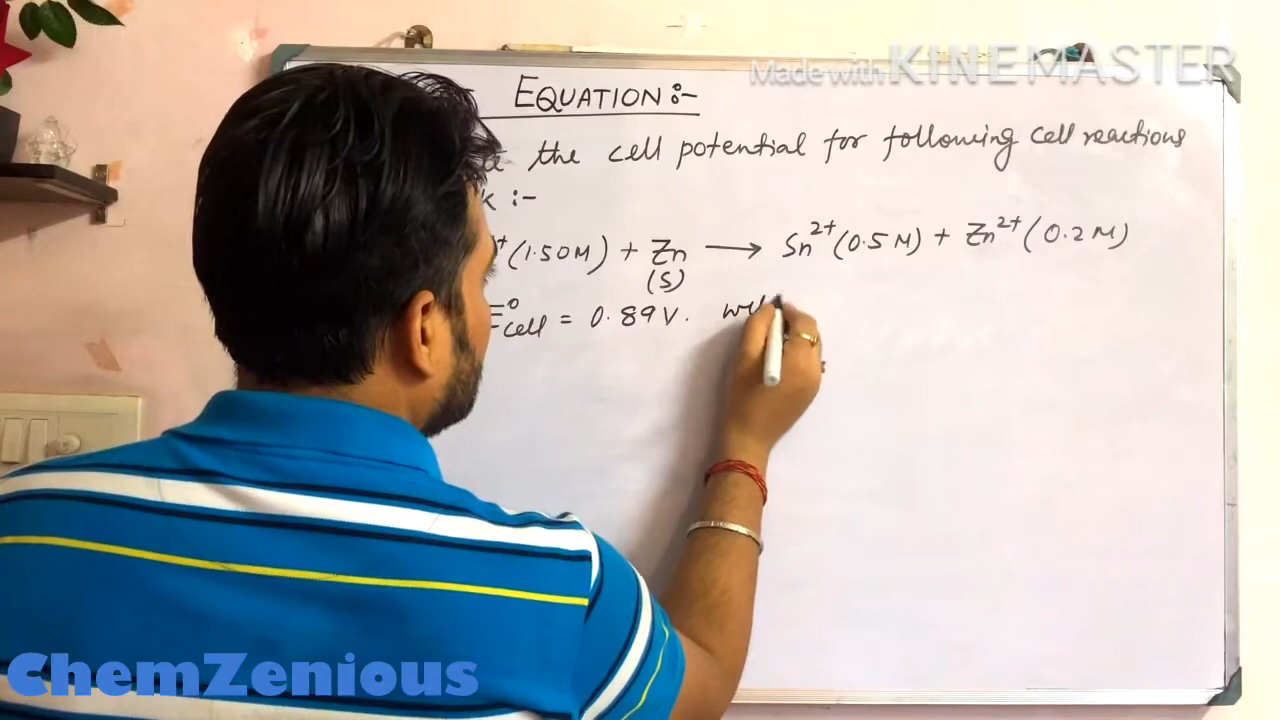 Made with KINEMASTER
EQUATION:-
the cell potential for following cell reactions
k :-
+(1.50M) + Zn ⟶ Sn²⁺(0.5M) + Zn²⁺(0.2M)
(S)
E°cell = 0.89V.
ChemZenious